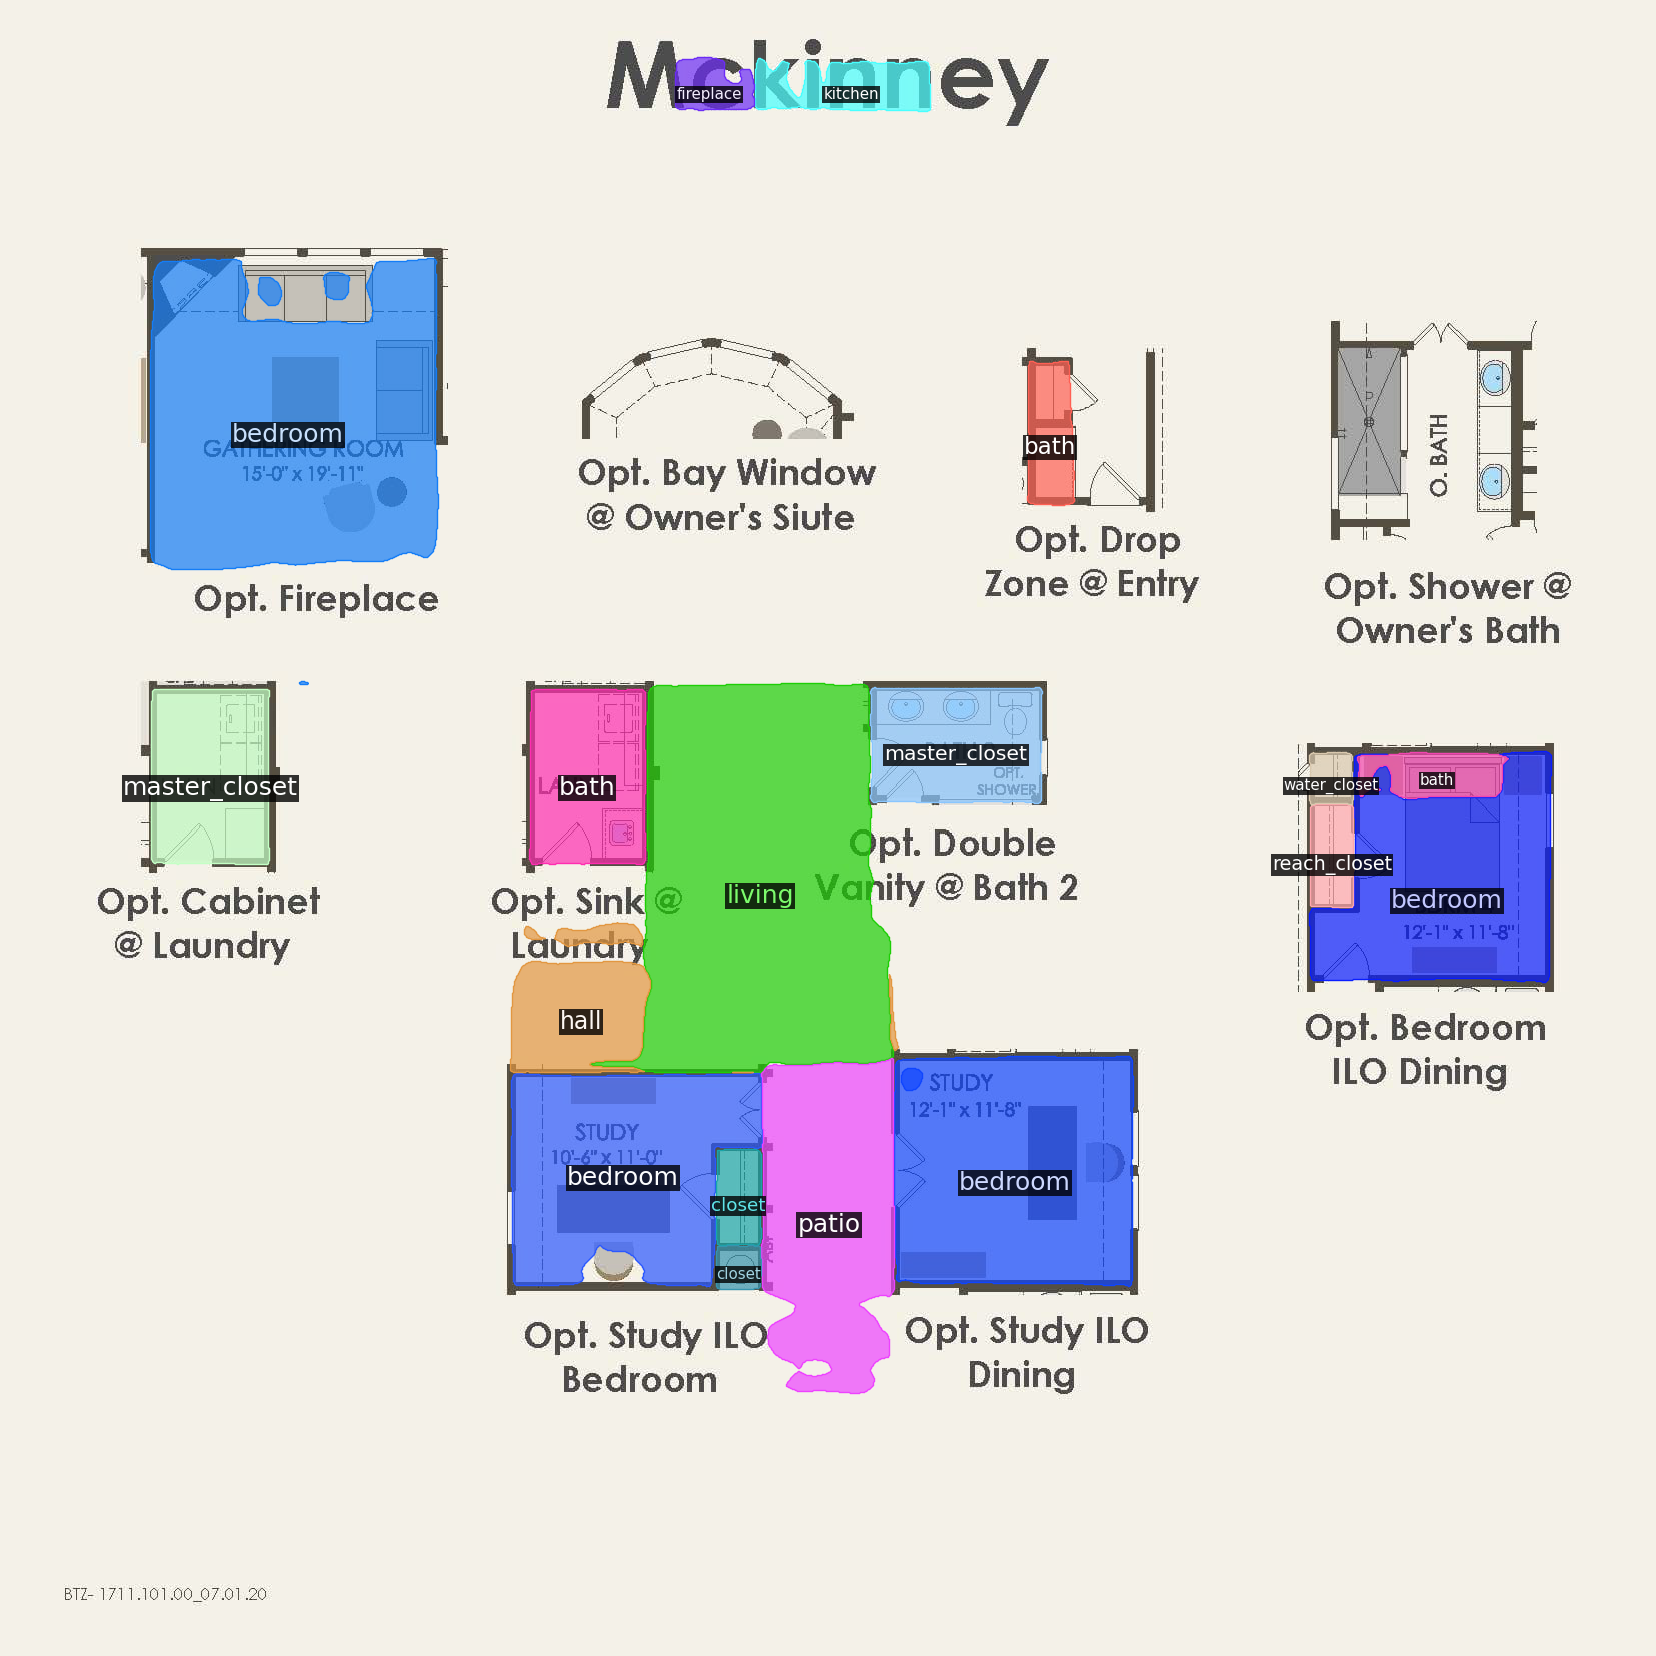 Mckinney
fireplace
kitchen
bedroom
GATHERING ROOM
15'-0" x 19'-11"
Opt. Fireplace
Opt. Bay Window
@ Owner's Siute
bath
Opt. Drop
Zone @ Entry
O. BATH
Opt. Shower @
Owner's Bath
master_closet
Opt. Cabinet
@ Laundry
bath
Opt. Sink @
Laundry
living
master_closet
OPT.
SHOWER
Opt. Double
Vanity @ Bath 2
water_closet
bath
reach_closet
bedroom
12'-1" x 11'-8"
Opt. Bedroom
ILO Dining
hall
STUDY
10'-6" x 11'-0"
bedroom
closet
closet
Opt. Study ILO
Bedroom
patio
STUDY
12'-1" x 11'-8"
bedroom
Opt. Study ILO
Dining
BTZ- 1711.101.00_07.01.20